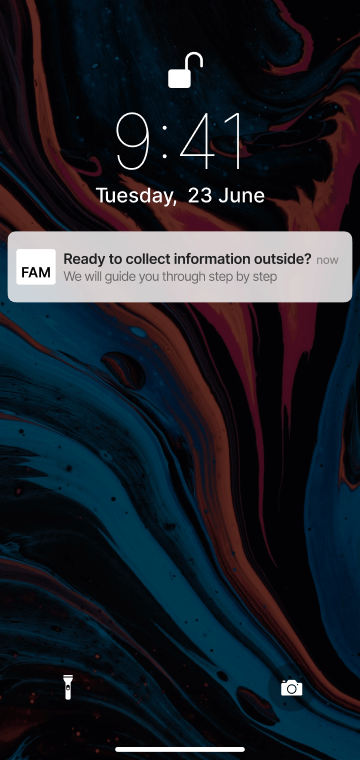 9:41
Tuesday, 23 June
FAM
Ready to collect information outside? now
We will guide you through step by step